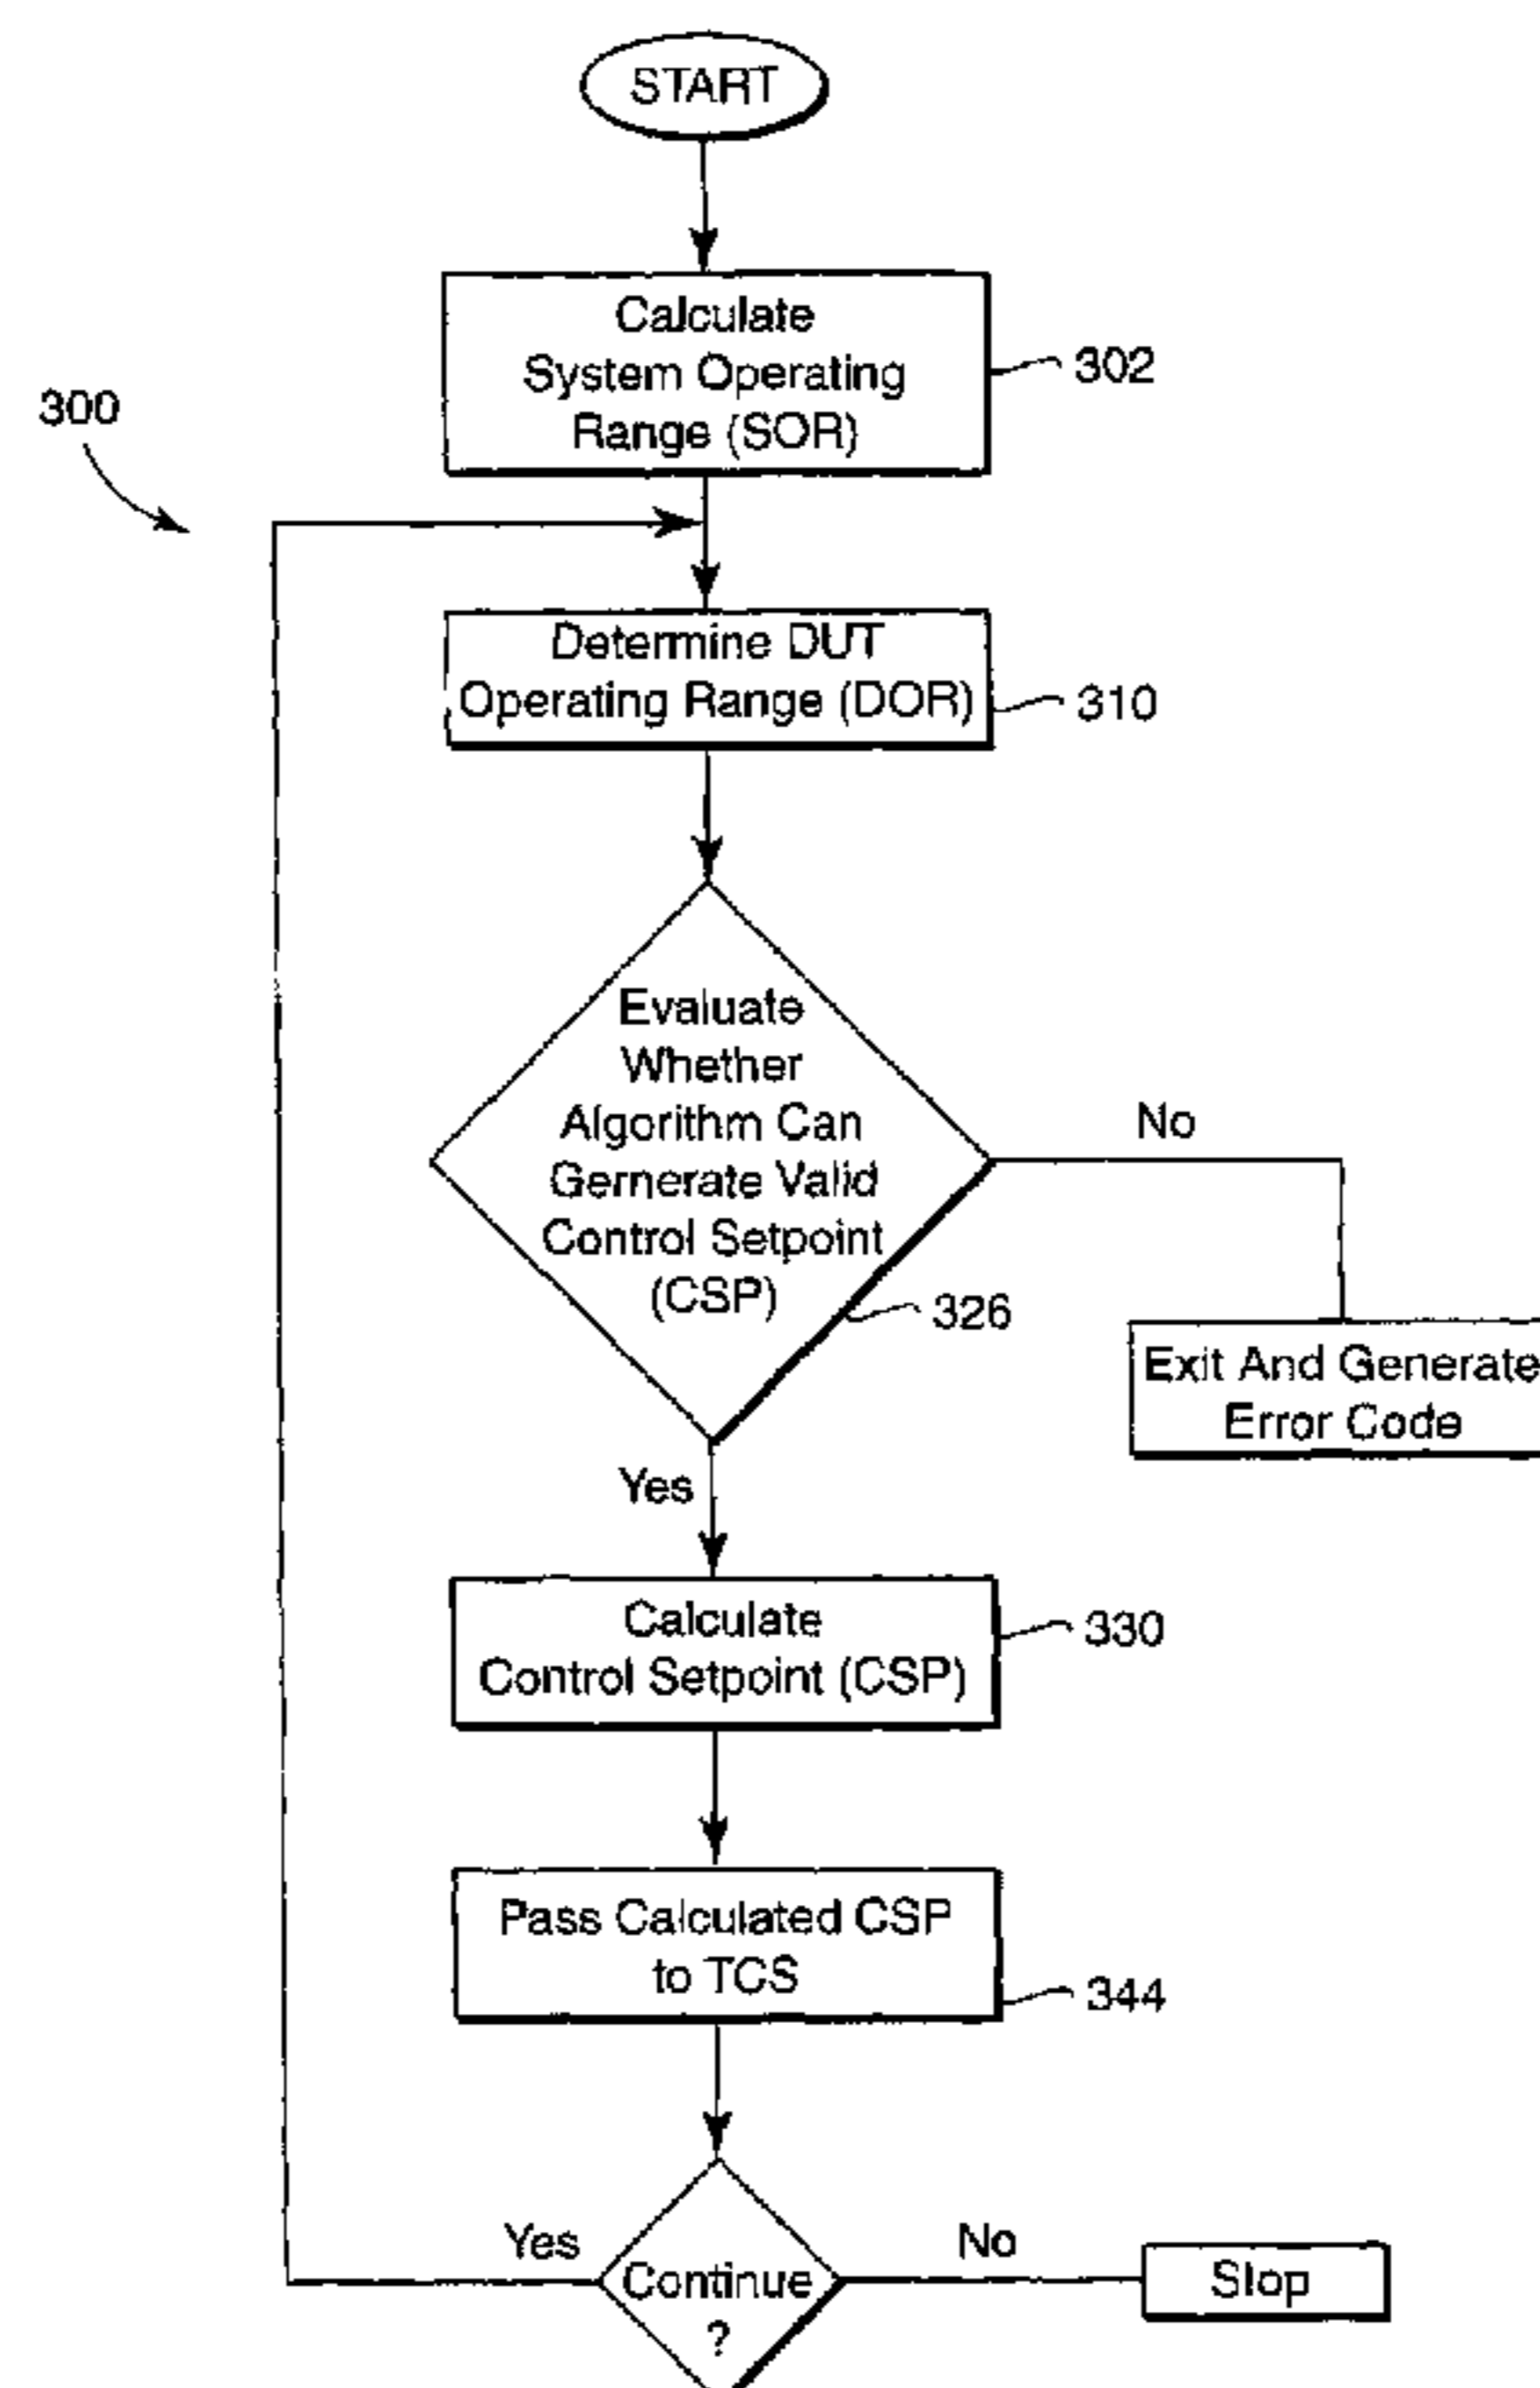 START
Calculate
System Operating
Range (SOR)
302
300
Determine DUT
Operating Range (DOR)
310
Evaluate
Whether
Algorithm Can
Gernerate Valid
Control Setpoint
(CSP)
326
No
Exit And Generate
Error Code
Yes
Calculate
Control Setpoint (CSP)
330
Pass Calculated CSP
to TCS
344
Yes
Continue
?
No
Stop